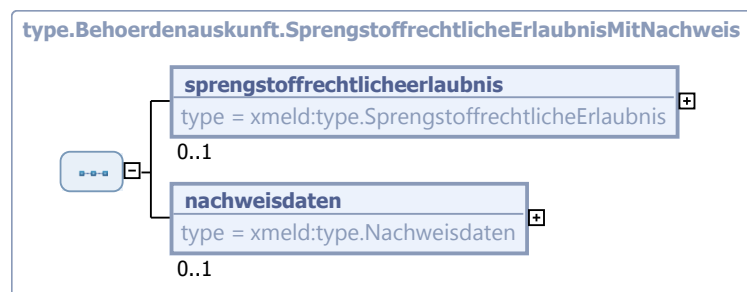 type.Behoerdenauskunft.SprengstoffrechtlicheErlaubnisMitNachweis
sprengstoffrechtlicheerlaubnis
type = xmeld:type.SprengstoffrechtlicheErlaubnis
0..1
nachweisdaten
type = xmeld:type.Nachweisdaten
0..1